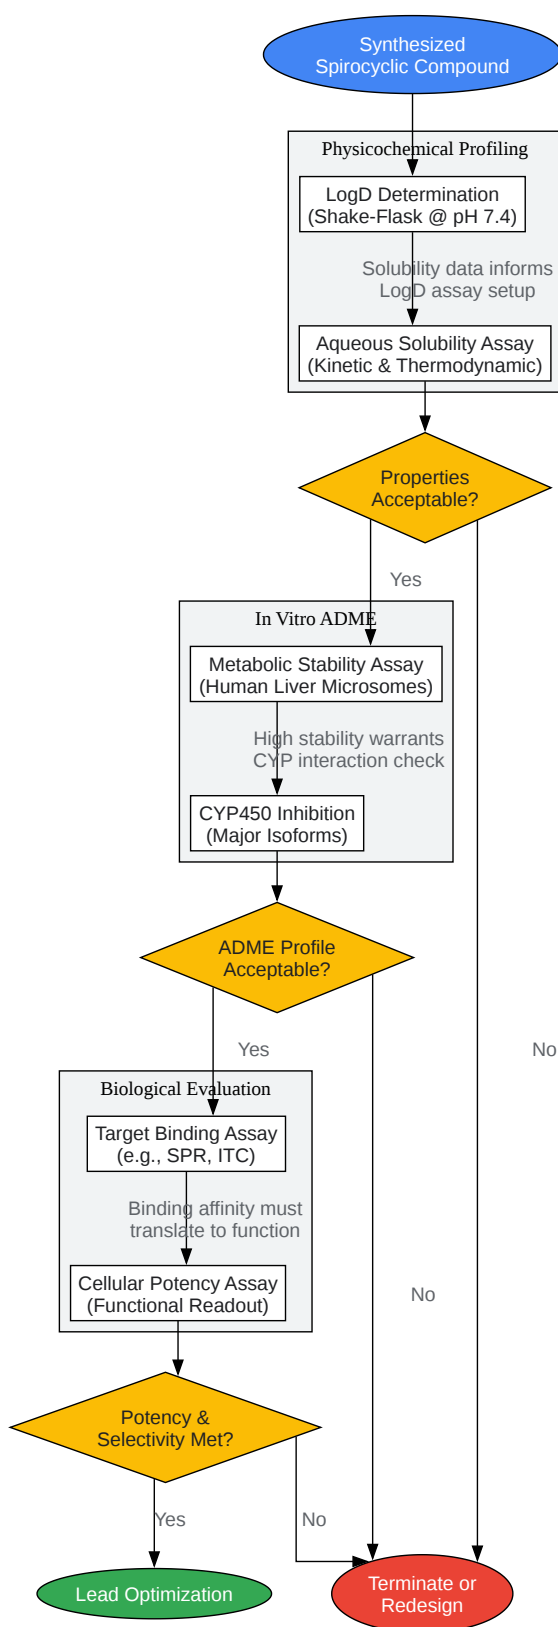 Synthesized
Spirocyclic Compound
Physicochemical Profiling
LogD Determination
(Shake-Flask @ pH 7.4)
Solubility data informs
LogD assay setup
Aqueous Solubility Assay
(Kinetic & Thermodynamic)
Properties
Acceptable?
Yes
In Vitro ADME
Metabolic Stability Assay
(Human Liver Microsomes)
High stability warrants
CYP interaction check
CYP450 Inhibition
(Major Isoforms)
ADME Profile
Acceptable?
Yes
No
Biological Evaluation
Target Binding Assay
(e.g., SPR, ITC)
Binding affinity must
translate to function
Cellular Potency Assay
(Functional Readout)
No
Potency &
Selectivity Met?
Yes
No
Lead Optimization
Terminate or
Redesign